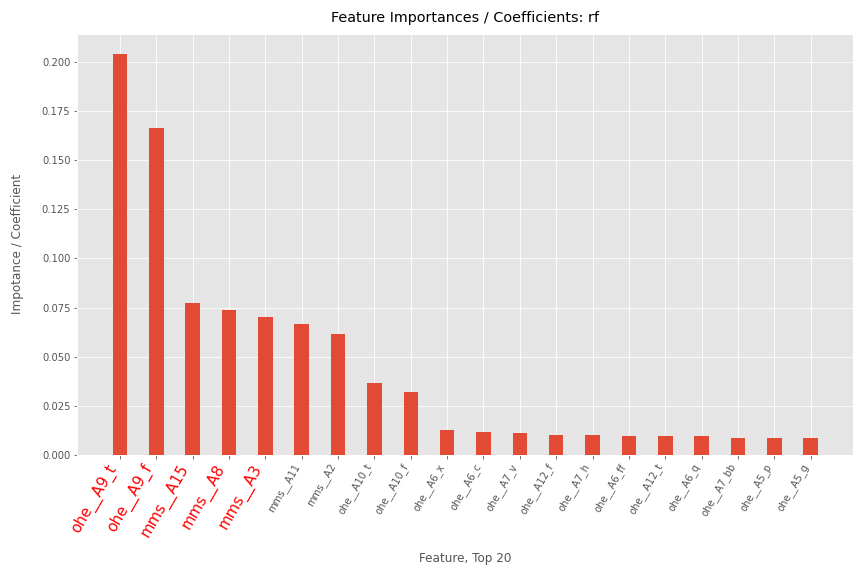 Feature Importances / Coefficients: rf
Impotance / Coefficient
0.200
0.175
0.150
0.125
0.100
0.075
0.050
0.025
0.000
ohe__A9_t
ohe__A9_f
mms__A15
mms__A8
mms__A3
mms__A11
mms__A2
ohe__A10_t
ohe__A10_f
ohe__A6_x
ohe__A6_c
ohe__A7_v
ohe__A12_f
ohe__A7_h
ohe__A6_ff
ohe__A12_t
ohe__A6_q
ohe__A7_bb
ohe__A5_p
ohe__A5_g
Feature, Top 20